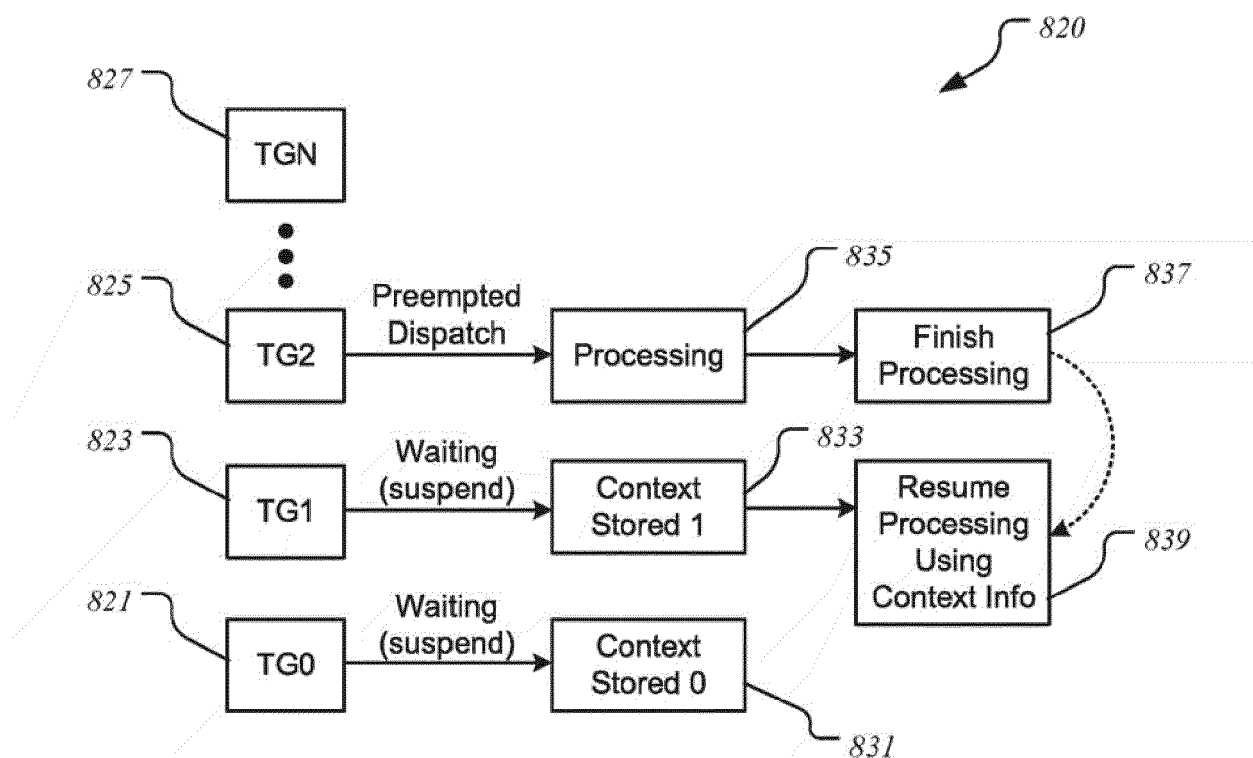 820
827
TGN
825
TG2
Preempted
Dispatch
835
Processing
837
Finish
Processing
823
TG1
Waiting
(suspend)
833
Context
Stored 1
Resume
Processing
Using
Context Info
839
821
TG0
Waiting
(suspend)
Context
Stored 0
831